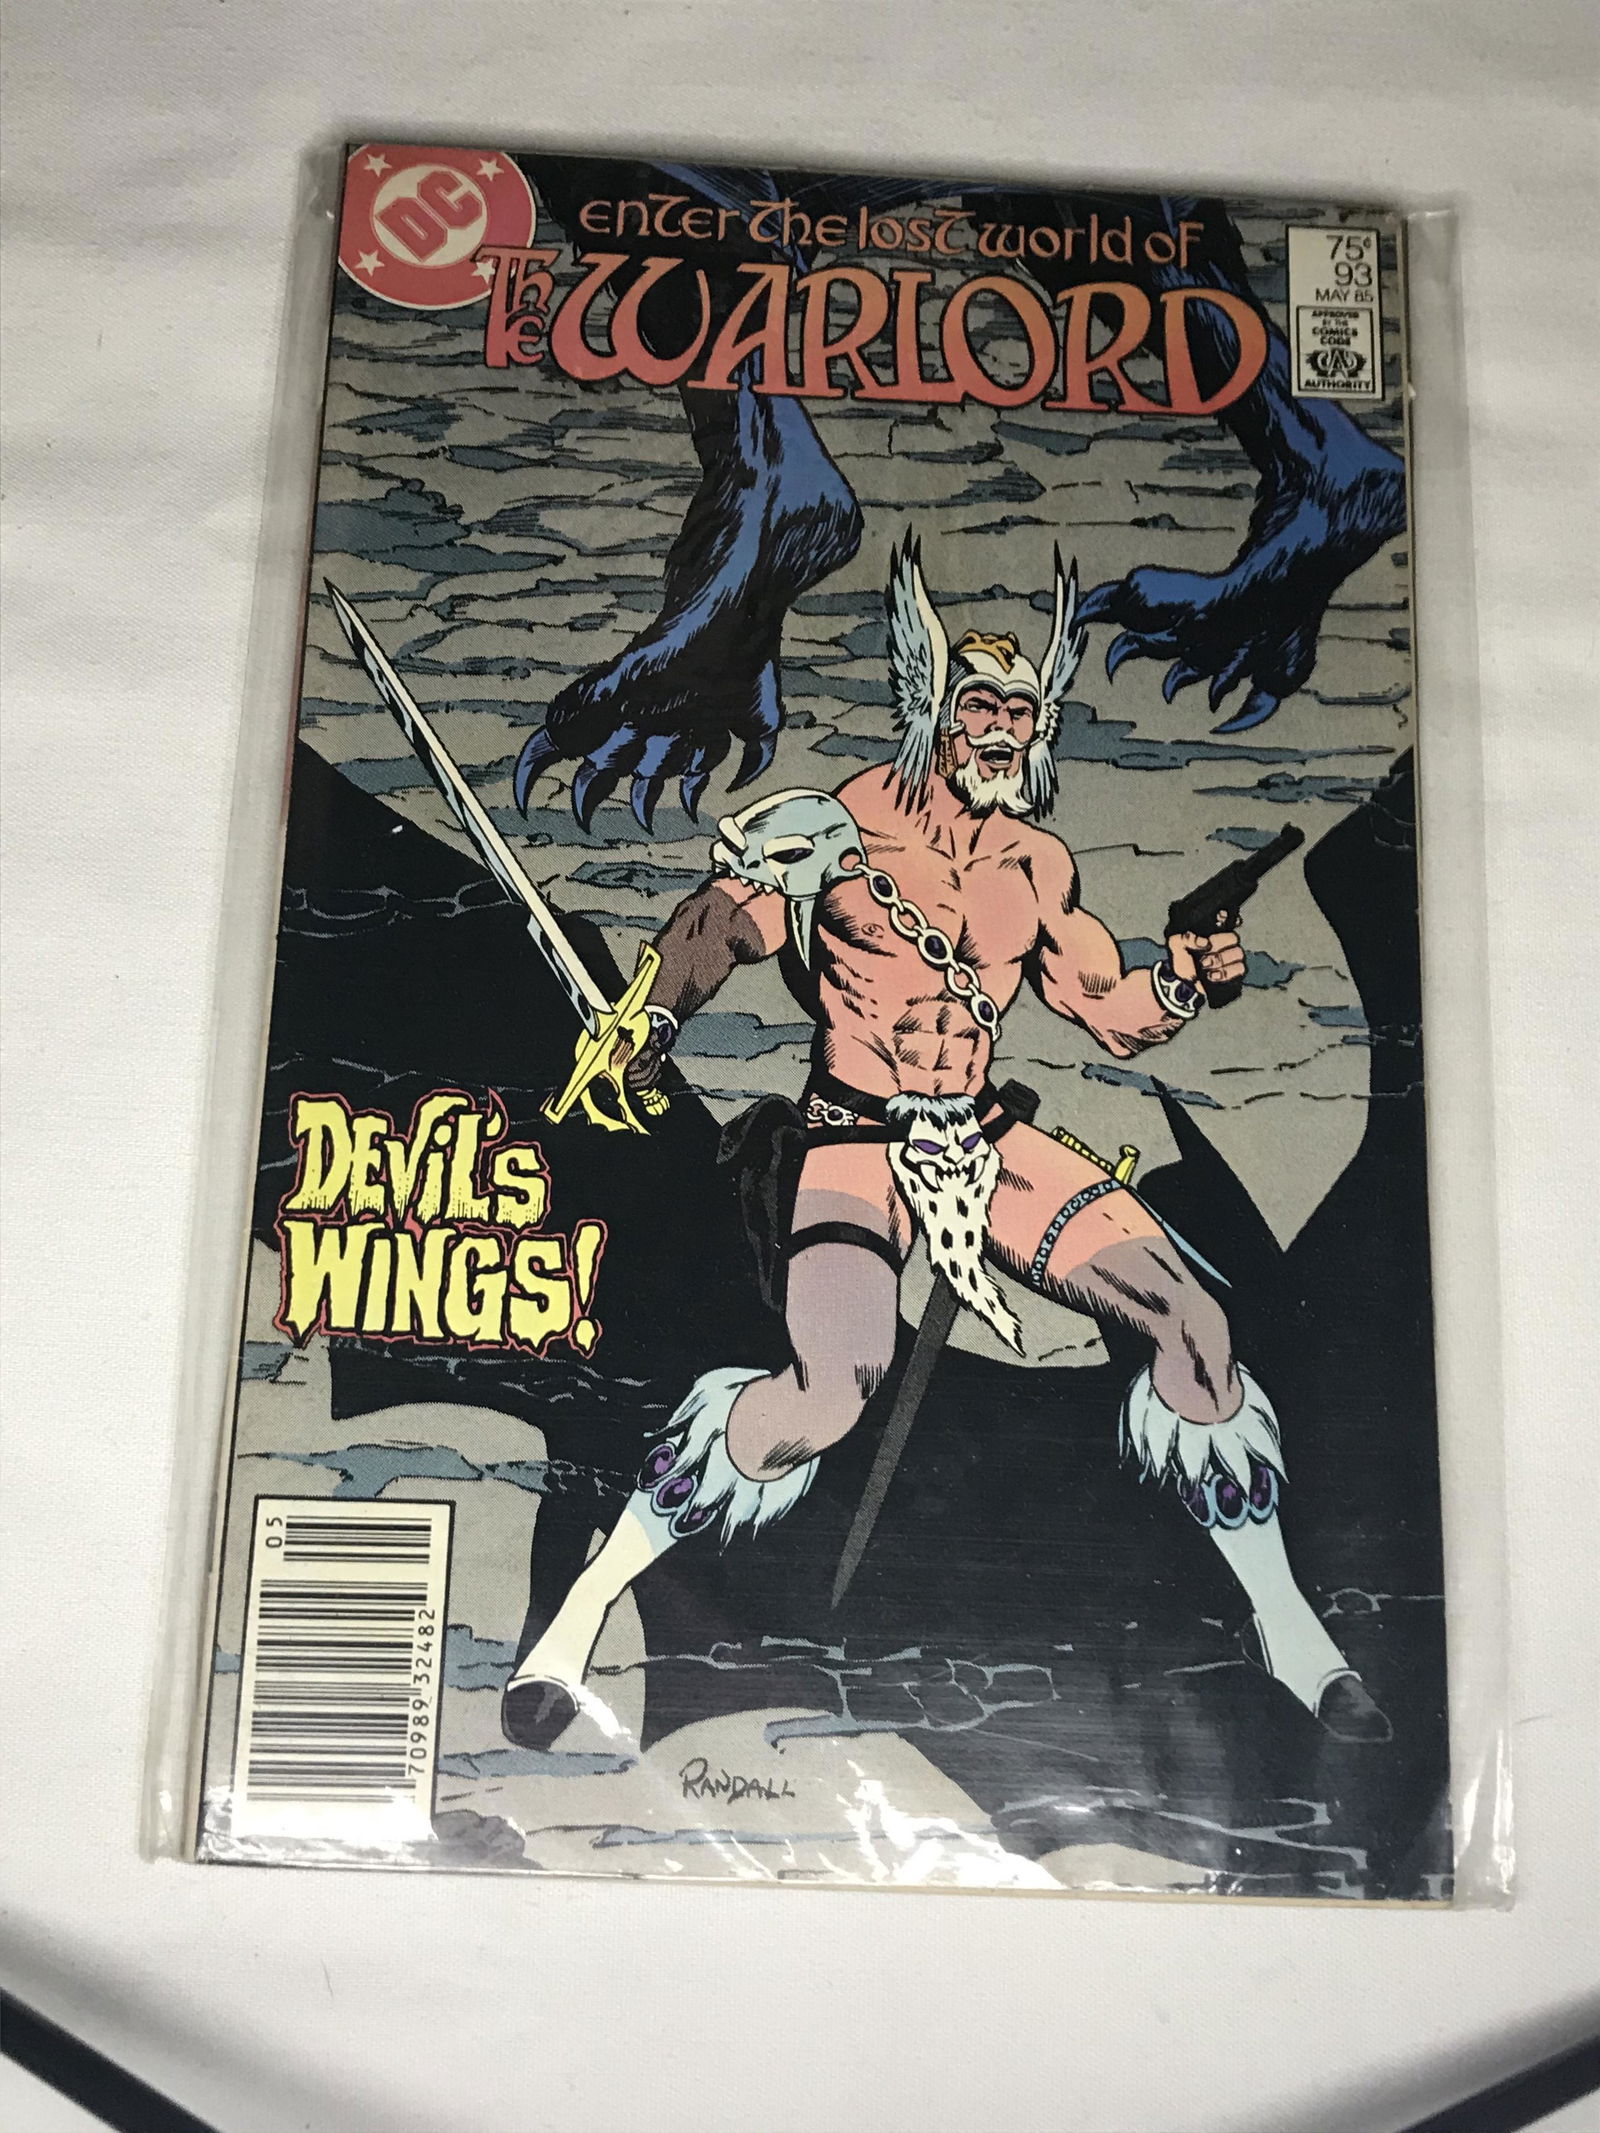 DC
enTer The losT world of
The WARLORD
75¢
93
MAY 85
APPROVED
BY THE
COMICS
CODE
CA
AUTHORITY
DEViL'S
WiNGS!
05
70989 32482
RANDALL